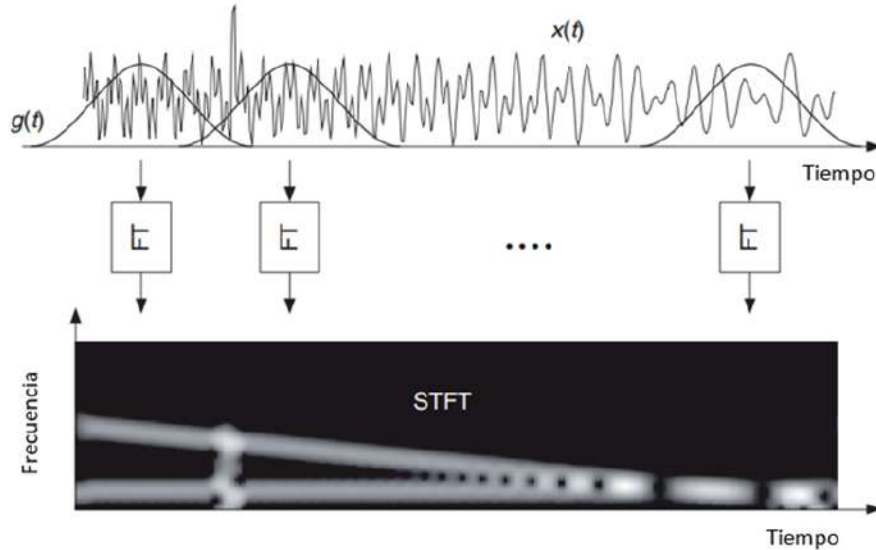 x(t)
g(t)
Tiempo
FT
FT
....
FT
Frecuencia
STFT
Tiempo